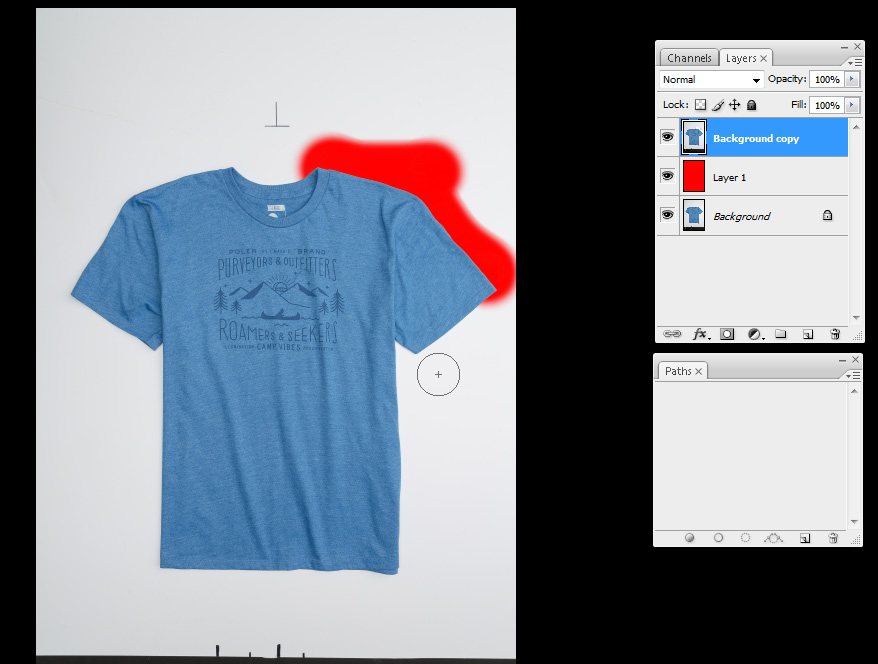 Channels Layers
Normal Opacity: 100%
Lock: Fill: 100%
Background copy
Layer 1
Background
fx
Paths
POLER BRAND
PURVEYORS & OUTFITTERS
ROAMERS & SEEKERS
CAMP VIBES